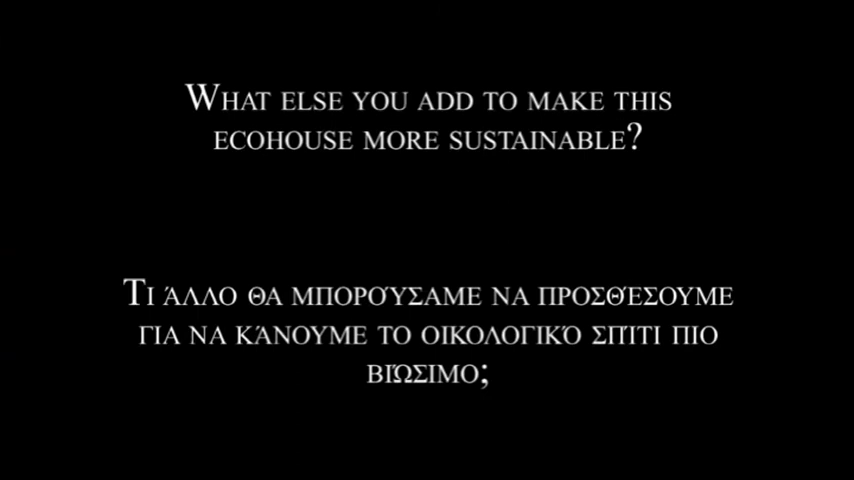 What else you add to make this
ecohouse more sustainable?
Τι άλλο θα μπορούσαμε να προσθέσουμε
για να κάνουμε το οικολογικό σπίτι πιο
βιώσιμο;